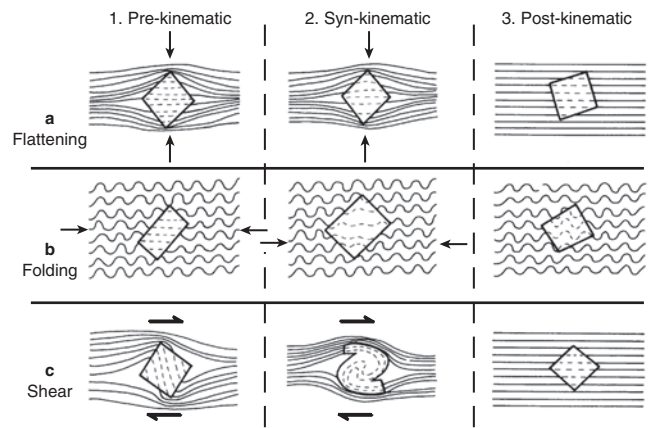 1. Pre-kinematic
2. Syn-kinematic
3. Post-kinematic
a
Flattening
b
Folding
c
Shear